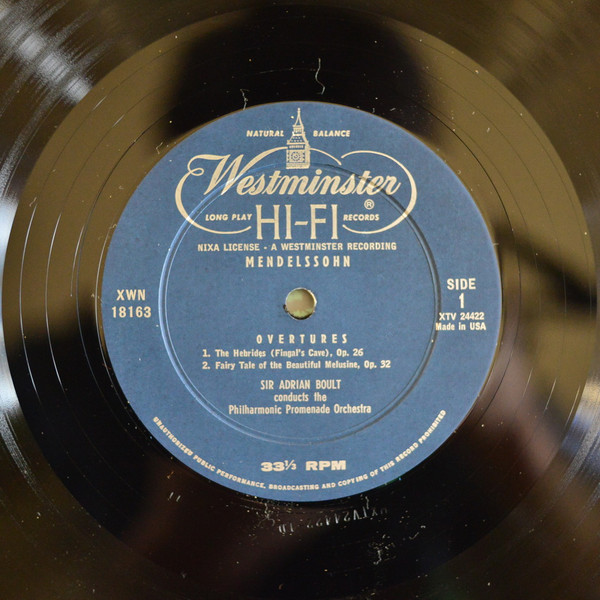 NATURAL BALANCE
Westminster
®
LONG PLAY HI-FI RECORDS
NIXA LICENSE - A WESTMINSTER RECORDING
MENDELSSOHN
XWN
18163
SIDE
1
XTV 24422
Made in USA
OVERTURES
1. The Hebrides (Fingal's Cave), Op. 26
2. Fairy Tale of the Beautiful Melusine, Op. 32
SIR ADRIAN BOULT
conducts the
Philharmonic Promenade Orchestra
33⅓ RPM
UNAUTHORIZED PUBLIC PERFORMANCE, BROADCASTING AND COPYING OF THIS RECORD PROHIBITED